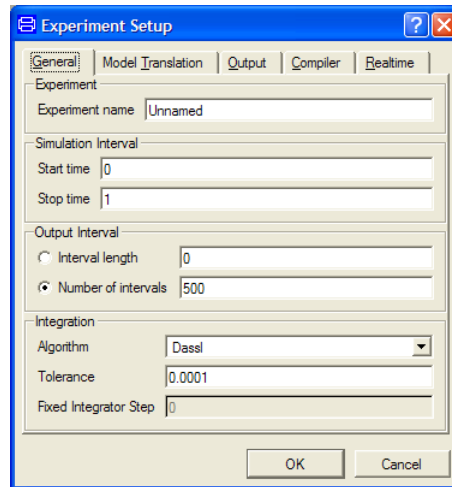 Experiment Setup
General Model Translation Output Compiler Realtime
Experiment
Experiment name Unnamed
Simulation Interval
Start time 0
Stop time 1
Output Interval
Interval length 0
Number of intervals 500
Integration
Algorithm Dassl
Tolerance 0.0001
Fixed Integrator Step 0
OK Cancel